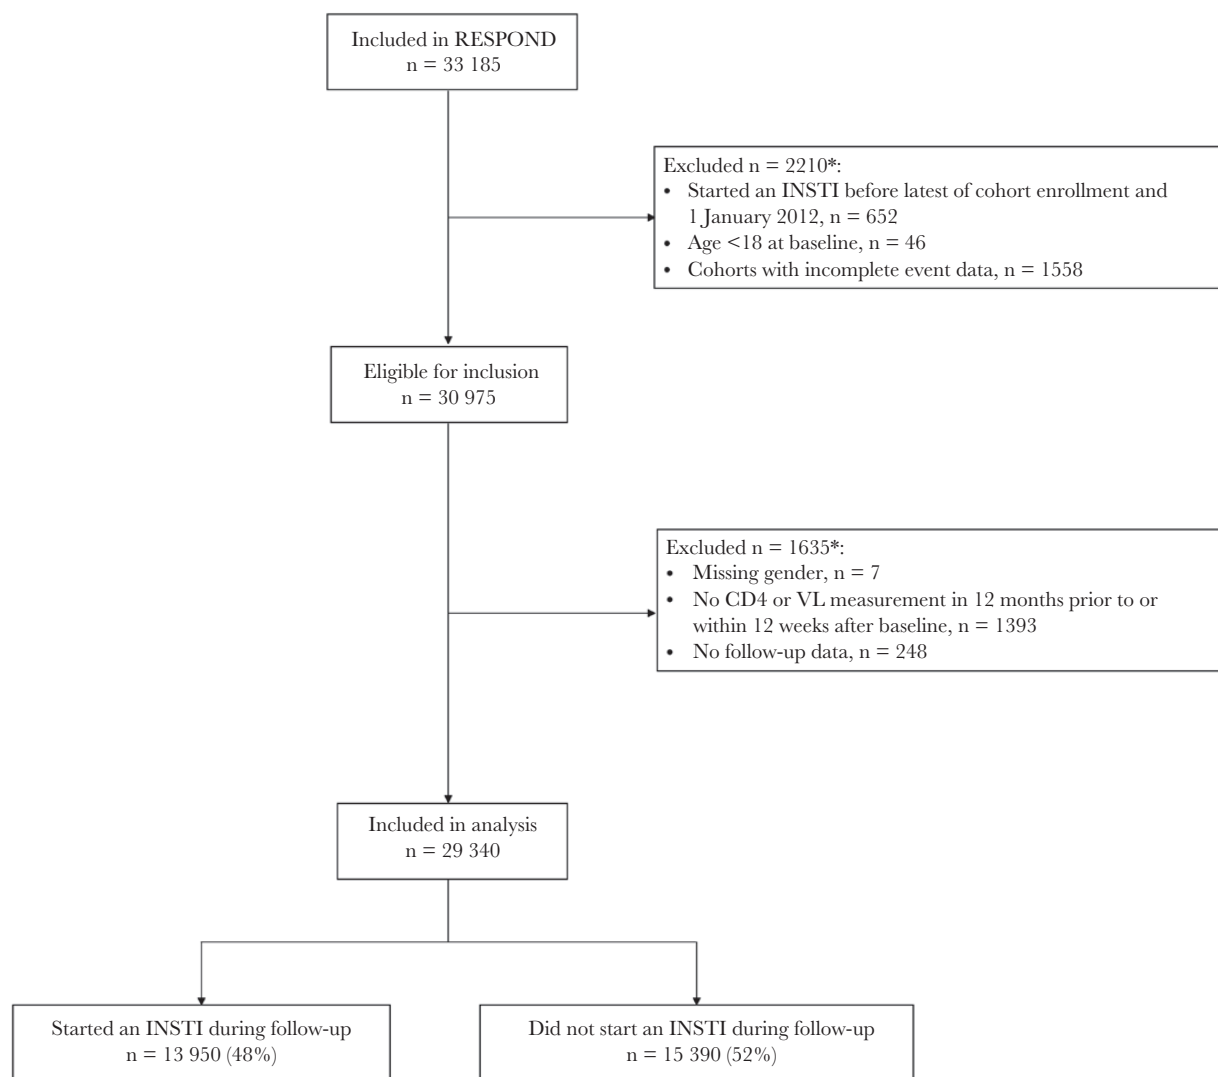 Included in RESPOND
n = 33 185
Excluded n = 2210*:
• Started an INSTI before latest of cohort enrollment and
1 January 2012, n = 652
• Age <18 at baseline, n = 46
• Cohorts with incomplete event data, n = 1558
Eligible for inclusion
n = 30 975
Excluded n = 1635*:
• Missing gender, n = 7
• No CD4 or VL measurement in 12 months prior to or
within 12 weeks after baseline, n = 1393
• No follow-up data, n = 248
Included in analysis
n = 29 340
Started an INSTI during follow-up
n = 13 950 (48%)
Did not start an INSTI during follow-up
n = 15 390 (52%)